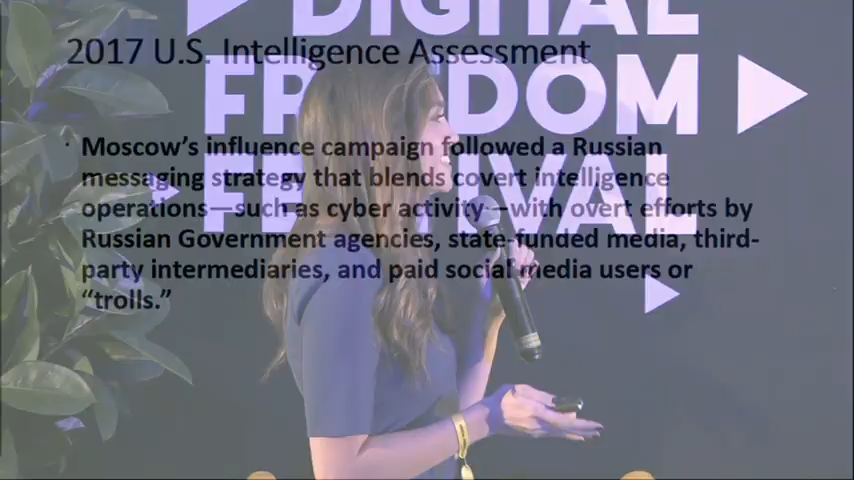 DIGITAL
FREEDOM
FESTIVAL
2017 U.S. Intelligence Assessment
Moscow’s influence campaign followed a Russian
messaging strategy that blends covert intelligence
operations—such as cyber activity—with overt efforts by
Russian Government agencies, state-funded media, third-
party intermediaries, and paid social media users or
“trolls.”